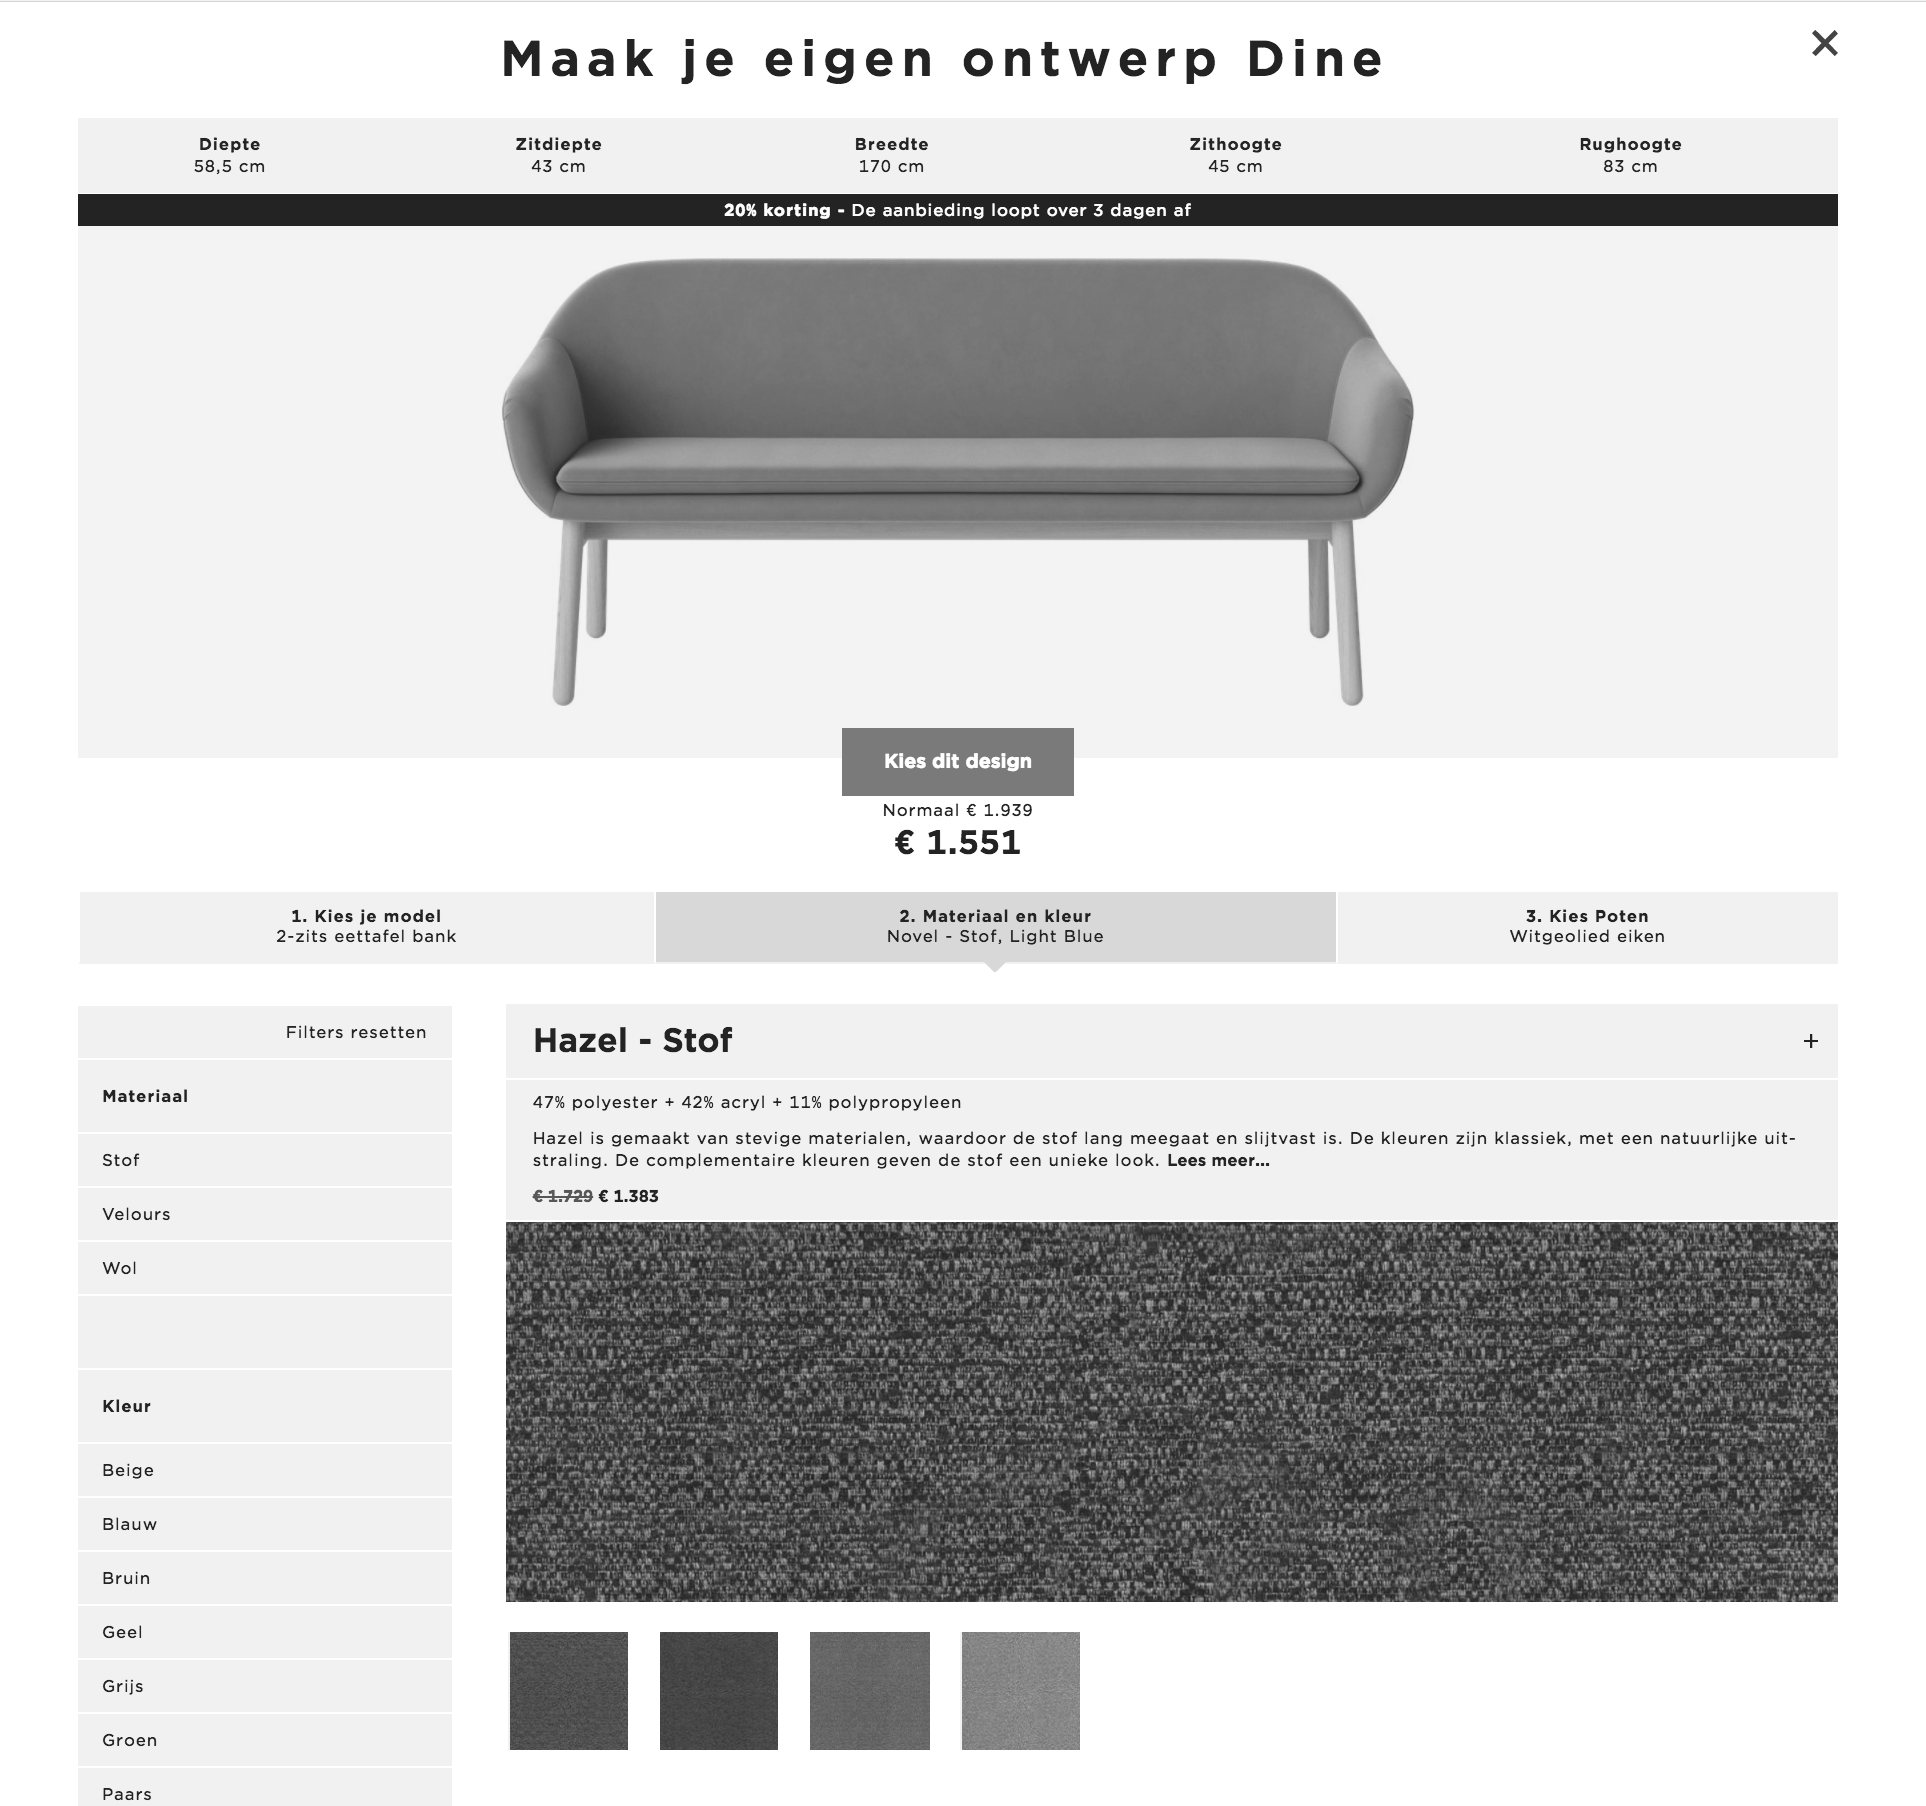 Maak je eigen ontwerp Dine
Diepte
58,5 cm
Zitdiepte
43 cm
Breedte
170 cm
Zithoogte
45 cm
Rughoogte
83 cm
20% korting - De aanbieding loopt over 3 dagen af
Kies dit design
Normaal € 1.939
€ 1.551
1. Kies je model
2-zits eettafel bank
2. Materiaal en kleur
Novel - Stof, Light Blue
3. Kies Poten
Witgeolied eiken
Filters resetten
Materiaal
Stof
Velours
Wol
Kleur
Beige
Blauw
Bruin
Geel
Grijs
Groen
Paars
Hazel - Stof
+
47% polyester + 42% acryl + 11% polypropyleen
Hazel is gemaakt van stevige materialen, waardoor de stof lang meegaat en slijtvast is. De kleuren zijn klassiek, met een natuurlijke uit-
straling. De complementaire kleuren geven de stof een unieke look. Lees meer...
€ 1.729 € 1.383